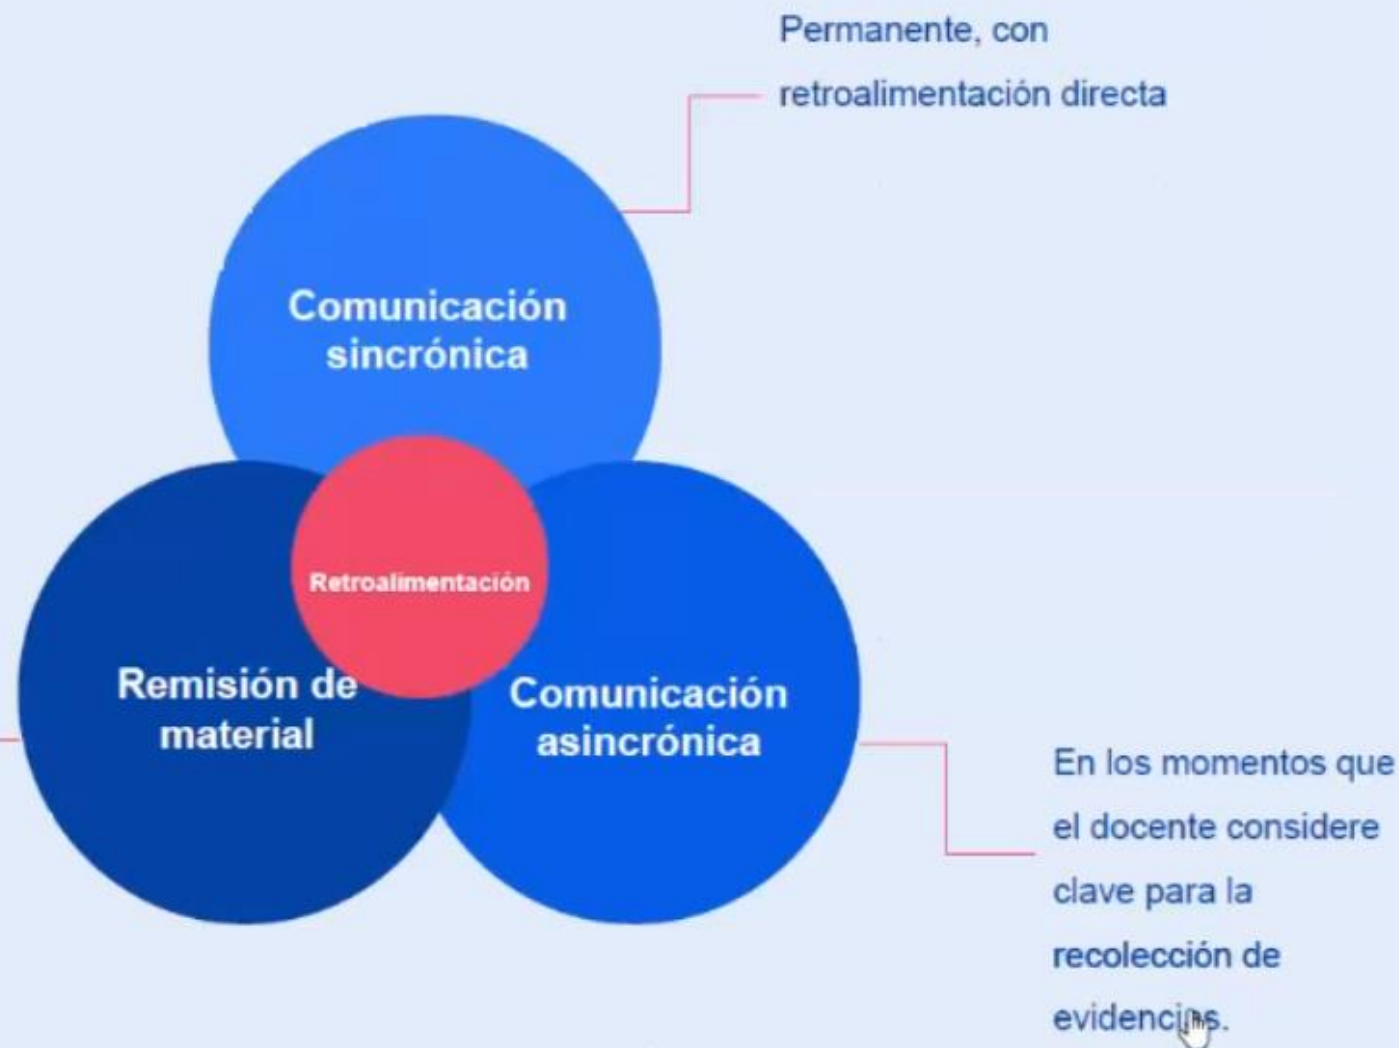 Permanente, con
retroalimentación directa
Comunicación
sincrónica
Retroalimentación
Remisión de
material
Comunicación
asincrónica
En los momentos que
el docente considere
clave para la
recolección de
evidencias.